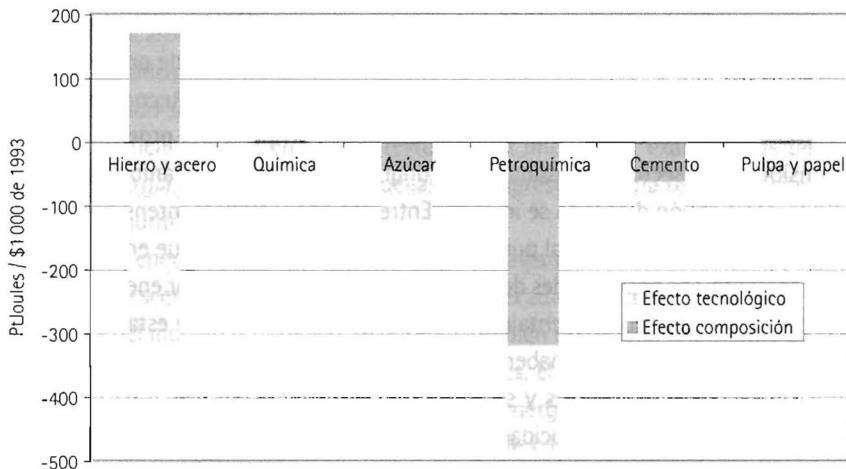 200
100
0
-100
-200
-300
-400
-500
PtJoules / $1 000 de 1993
Hierro y acero Química Azúcar Petroquímica Cemento Pulpa y papel
Efecto tecnológico
Efecto composición